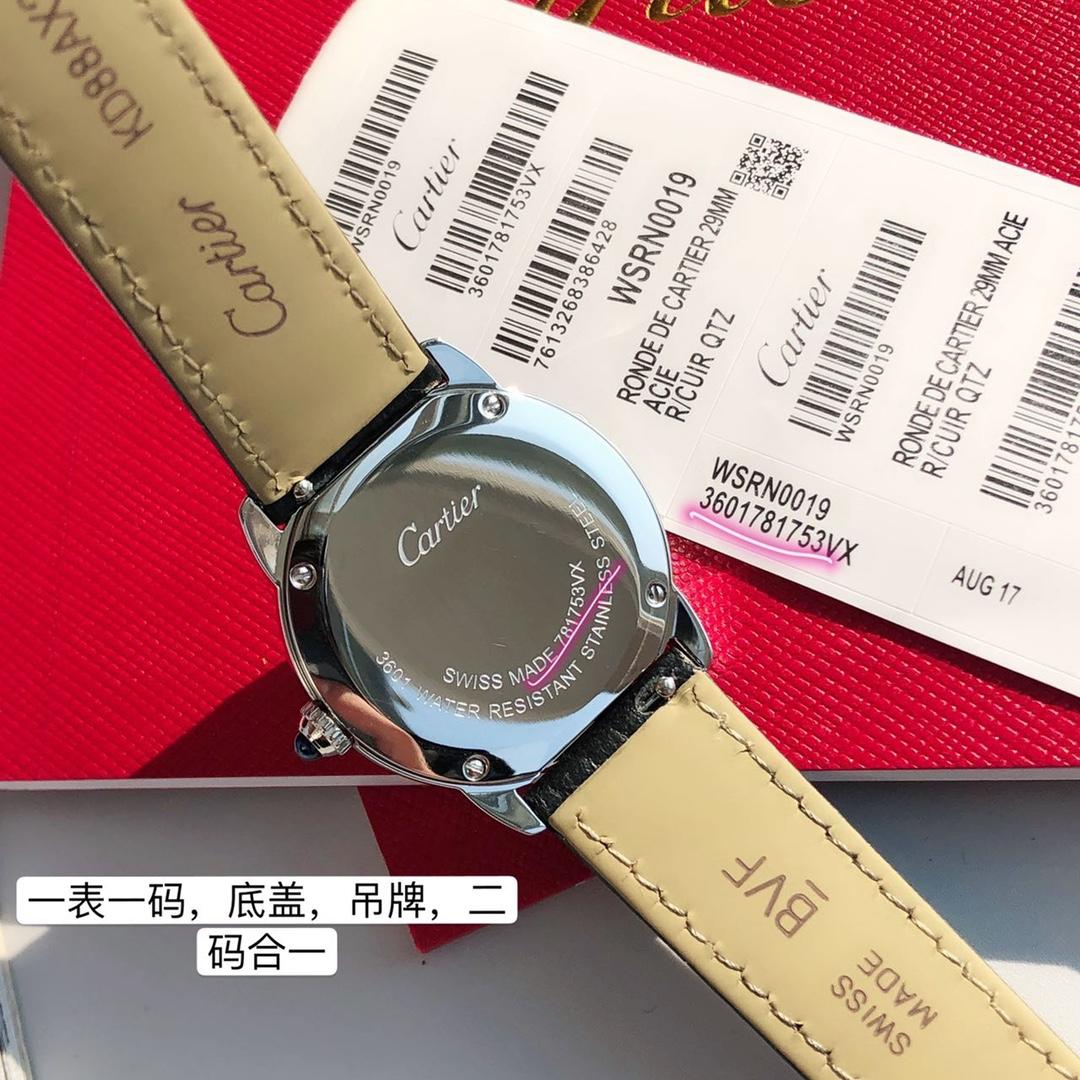 KD88AX
Cartier
WSRN0019
Cartier
3601781753VX
7613268386428
WSRN0019
RONDE DE CARTIER 29MM
ACIE
R/CUIR QTZ
Cartier
WSRN0019
RONDE DE CARTIER 29MM ACIE
R/CUIR QTZ
WSRN0019
3601781753VX
AUG 17
Cartier
SWISS MADE 781753VX
3601 WATER RESISTANT STAINLESS STEEL
BVF
SWISS
MADE
一表一码，底盖，吊牌，二
码合一